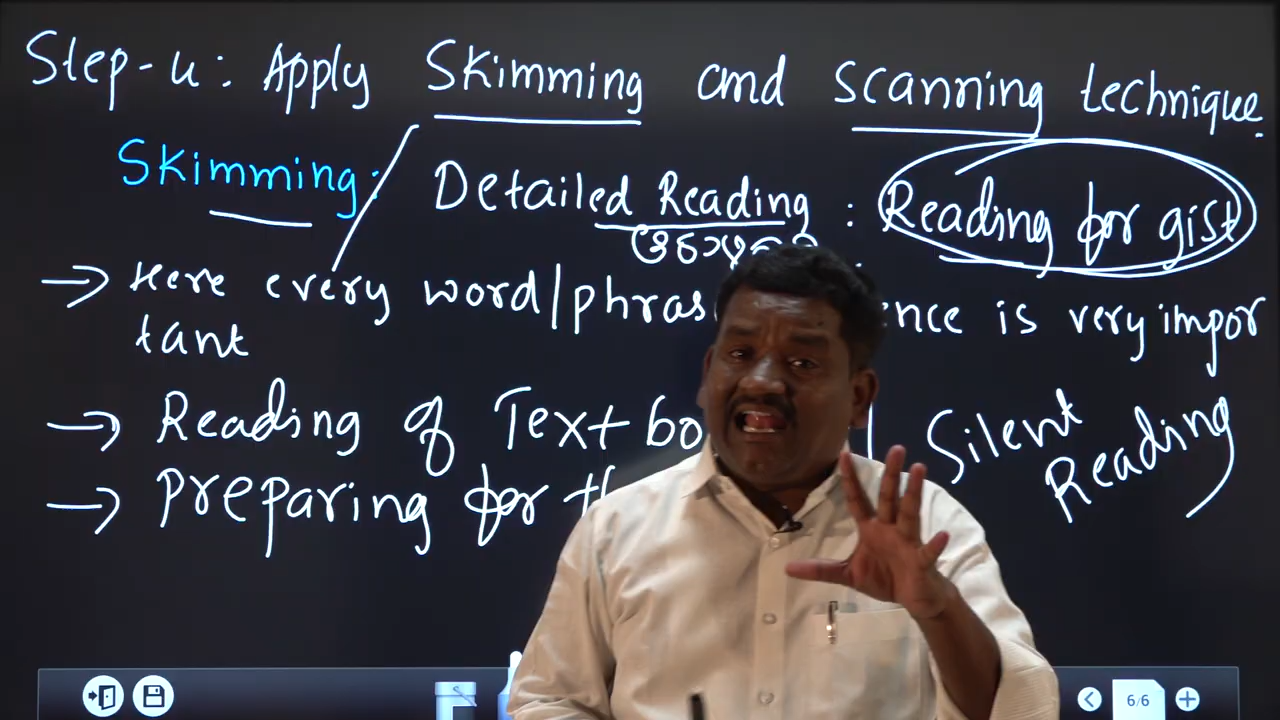 Step-4: Apply Skimming and scanning technique.
Skimming: / Detailed Reading : Reading for gist
→ Here every word/phras ence is very impor
tant
→ Reading of Text bo | Silent
Reading
→ Preparing for th
6/6